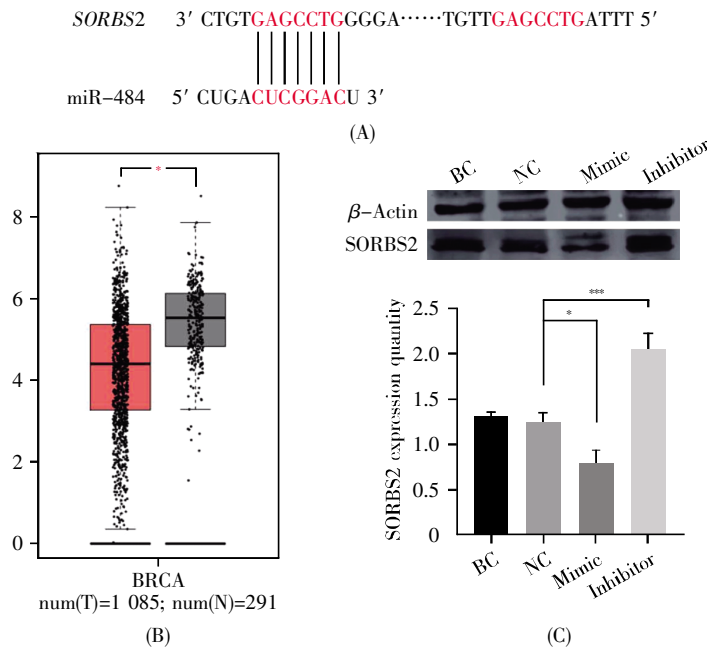 SORBS2 3′ CTGTGAGCCTGGGGA······TGTTGAGCCTGATTT 5′
miR−484 5′ CUGACUCGGACU 3′
(A)
(B)
*
8
6
4
2
0
BRCA
num(T)=1 085; num(N)=291
BC NC Mimic Inhibitor
β−Actin
SORBS2
SORBS2 expression quantity
2.5
2.0
1.5
1.0
0.5
0
***
*
BC NC Mimic Inhibitor
(C)